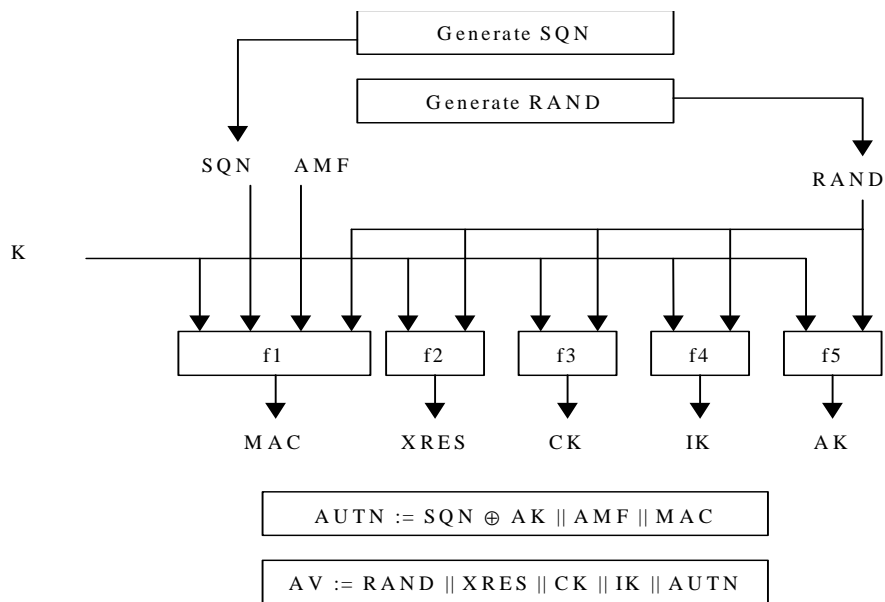 Generate SQN
Generate RAND
SQN AMF
RAND
K
f1 f2 f3 f4 f5
MAC XRES CK IK AK
AUTN := SQN ⊕ AK || AMF || MAC
AV := RAND || XRES || CK || IK || AUTN